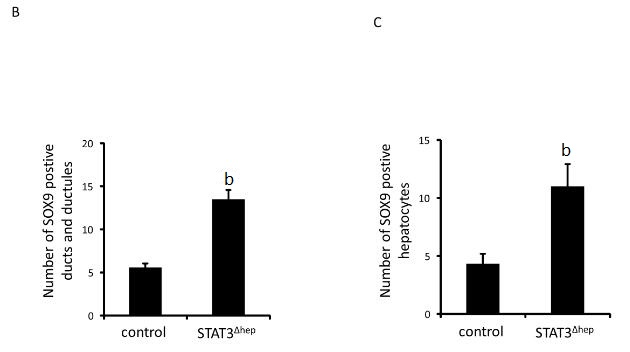 B
C
Number of SOX9 postive
ducts and ductules
20
15
10
5
0
b
control
STAT3Δhep
Number of SOX9 postive
hepatocytes
15
10
5
0
b
control
STAT3Δhep